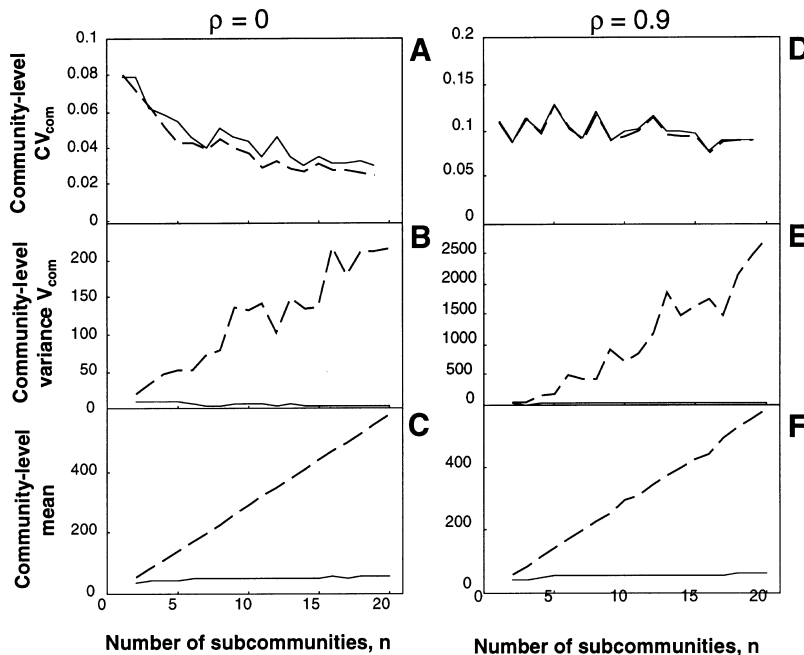 ρ = 0
ρ = 0.9
A
Community-level
CVcom
0.1
0.08
0.06
0.04
0.02
0
D
0.2
0.15
0.1
0.05
0
B
Community-level
variance Vcom
200
150
100
50
0
E
2500
2000
1500
1000
500
0
C
Community-level
mean
400
200
0
F
400
200
0
0 5 10 15 20
0 5 10 15 20
Number of subcommunities, n
Number of subcommunities, n